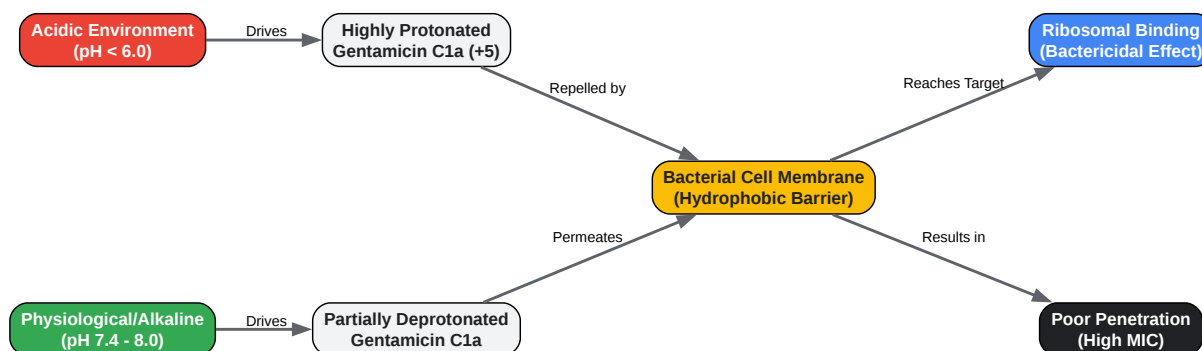 Acidic Environment
(pH < 6.0)
Drives
Highly Protonated
Gentamicin C1a (+5)
Repelled by
Ribosomal Binding
(Bactericidal Effect)
Reaches Target
Bacterial Cell Membrane
(Hydrophobic Barrier)
Permeates
Results in
Physiological/Alkaline
(pH 7.4 - 8.0)
Drives
Partially Deprotonated
Gentamicin C1a
Poor Penetration
(High MIC)